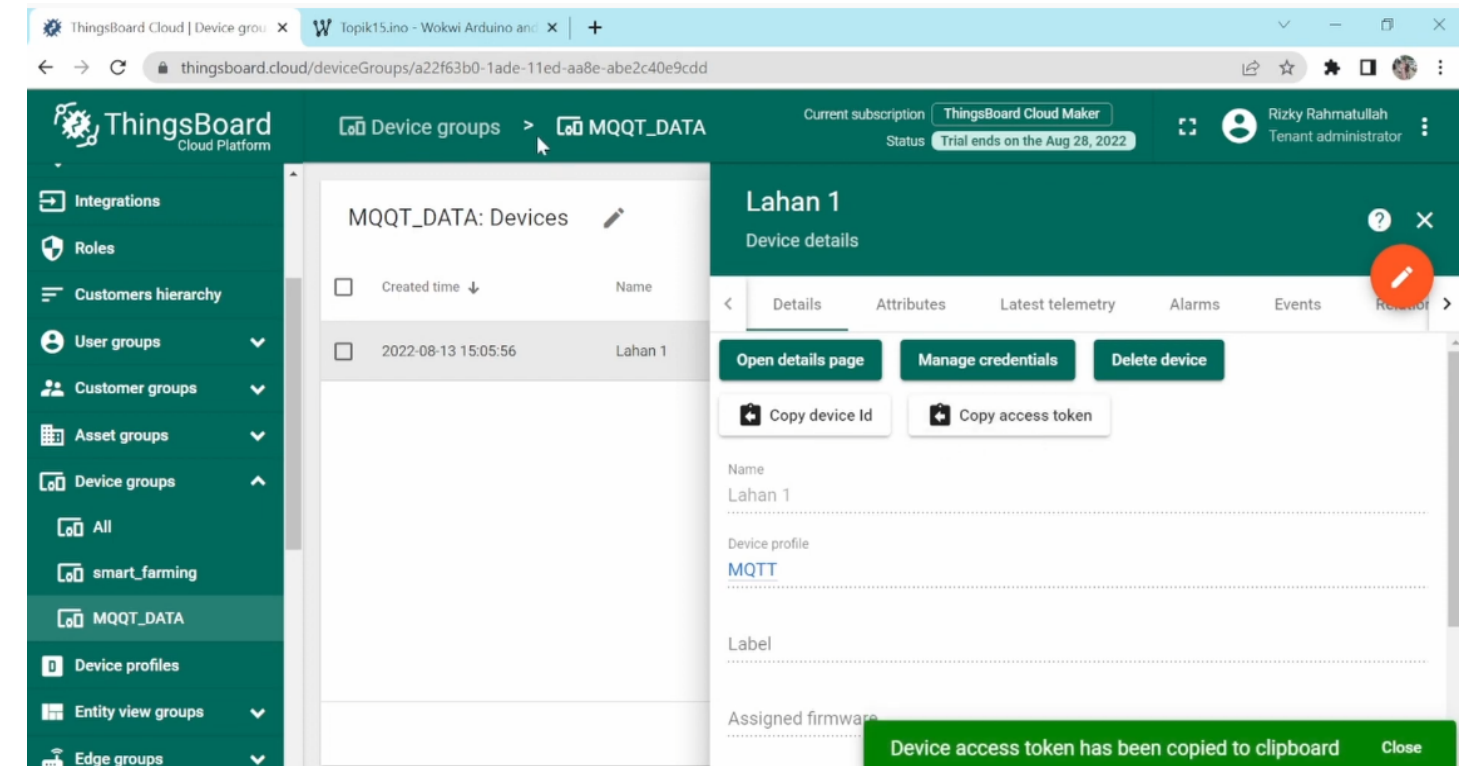 ThingsBoard Cloud | Device grou
Topik15.ino - Wokwi Arduino and
thingsboard.cloud/deviceGroups/a22f63b0-1ade-11ed-aa8e-abe2c40e9cdd
ThingsBoard
Cloud Platform
Device groups > MQQT_DATA
Current subscription ThingsBoard Cloud Maker
Status Trial ends on the Aug 28, 2022
Rizky Rahmatullah
Tenant administrator
Integrations
Roles
Customers hierarchy
User groups
Customer groups
Asset groups
Device groups
All
smart_farming
MQQT_DATA
Device profiles
Entity view groups
Edge groups
MQQT_DATA: Devices
Created time Name
2022-08-13 15:05:56 Lahan 1
Lahan 1
Device details
Details Attributes Latest telemetry Alarms Events
Open details page Manage credentials Delete device
Copy device Id Copy access token
Name
Lahan 1
Device profile
MQTT
Label
Assigned firmware
Device access token has been copied to clipboard Close